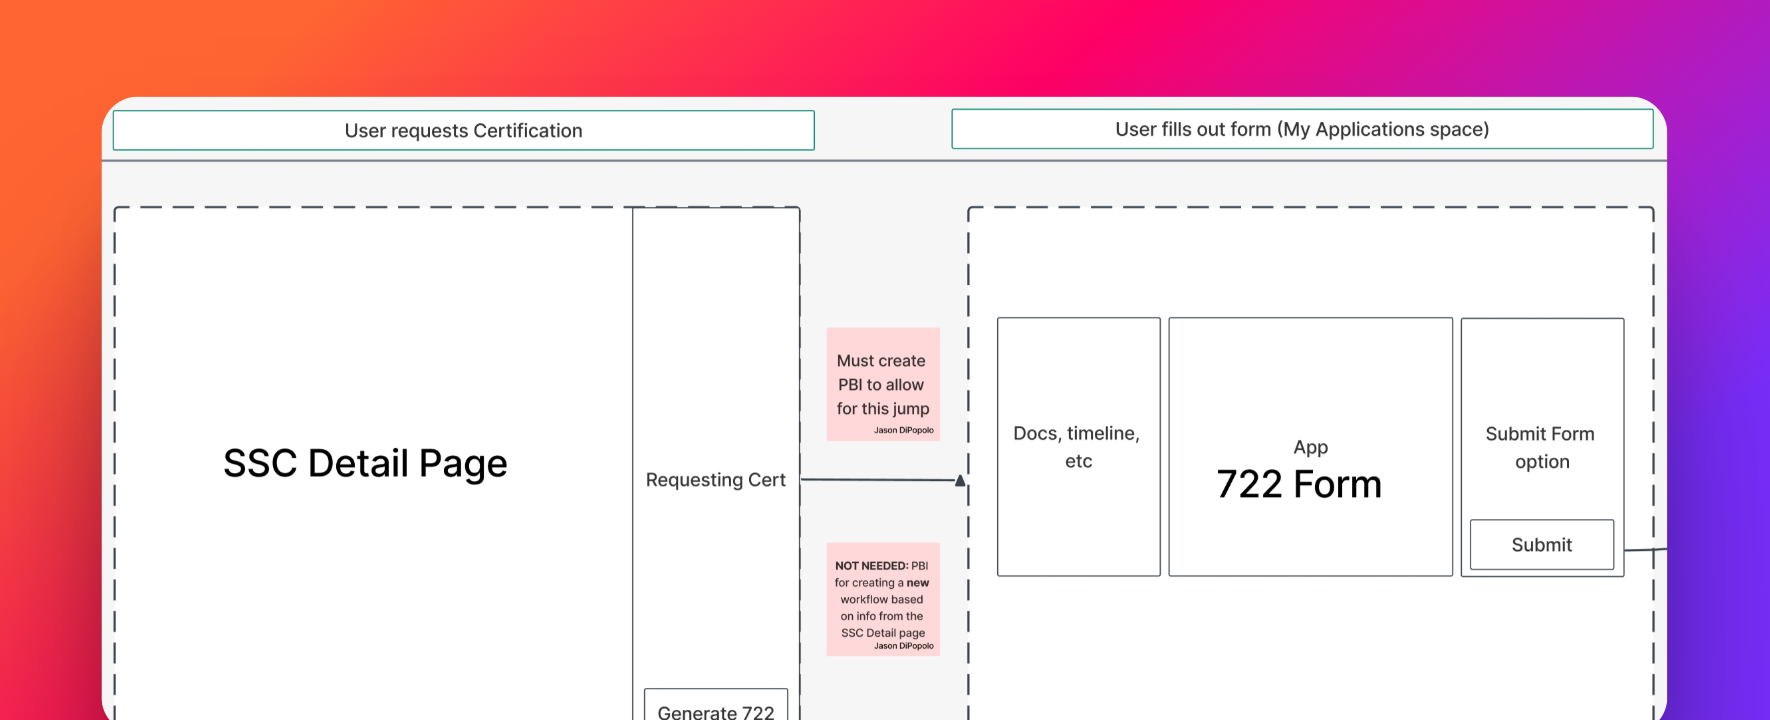 User requests Certification
User fills out form (My Applications space)
SSC Detail Page
Requesting Cert
Generate 722
Must create
PBI to allow
for this jump
Jason DiPopolo
NOT NEEDED: PBI
for creating a new
workflow based
on info from the
SSC Detail page
Jason DiPopolo
Docs, timeline,
etc
App
722 Form
Submit Form
option
Submit